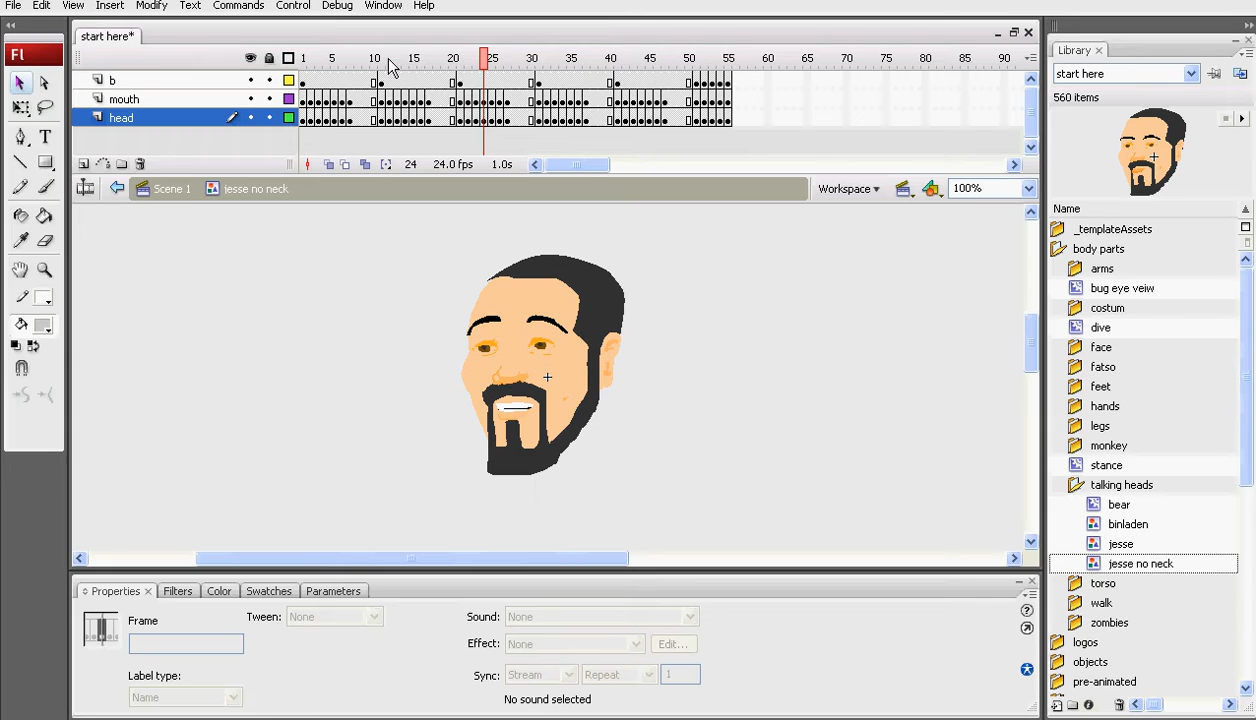 File Edit View Insert Modify Text Commands Control Debug Window Help
start here*
1 5 10 15 20 25 30 35 40 45 50 55 60 65 70 75 80 85 90
b
mouth
head
24 24.0 fps 1.0s
Scene 1 jesse no neck Workspace 100%
Fl
T
Properties Filters Color Swatches Parameters
Frame
Tween: None
Sound: None
Effect: None Edit...
Sync: Stream Repeat 1
Label type:
Name
No sound selected
Library
start here
560 items
Name
_templateAssets
body parts
arms
bug eye veiw
costum
dive
face
fatso
feet
hands
legs
monkey
stance
talking heads
bear
binladen
jesse
jesse no neck
torso
walk
zombies
logos
objects
pre-animated